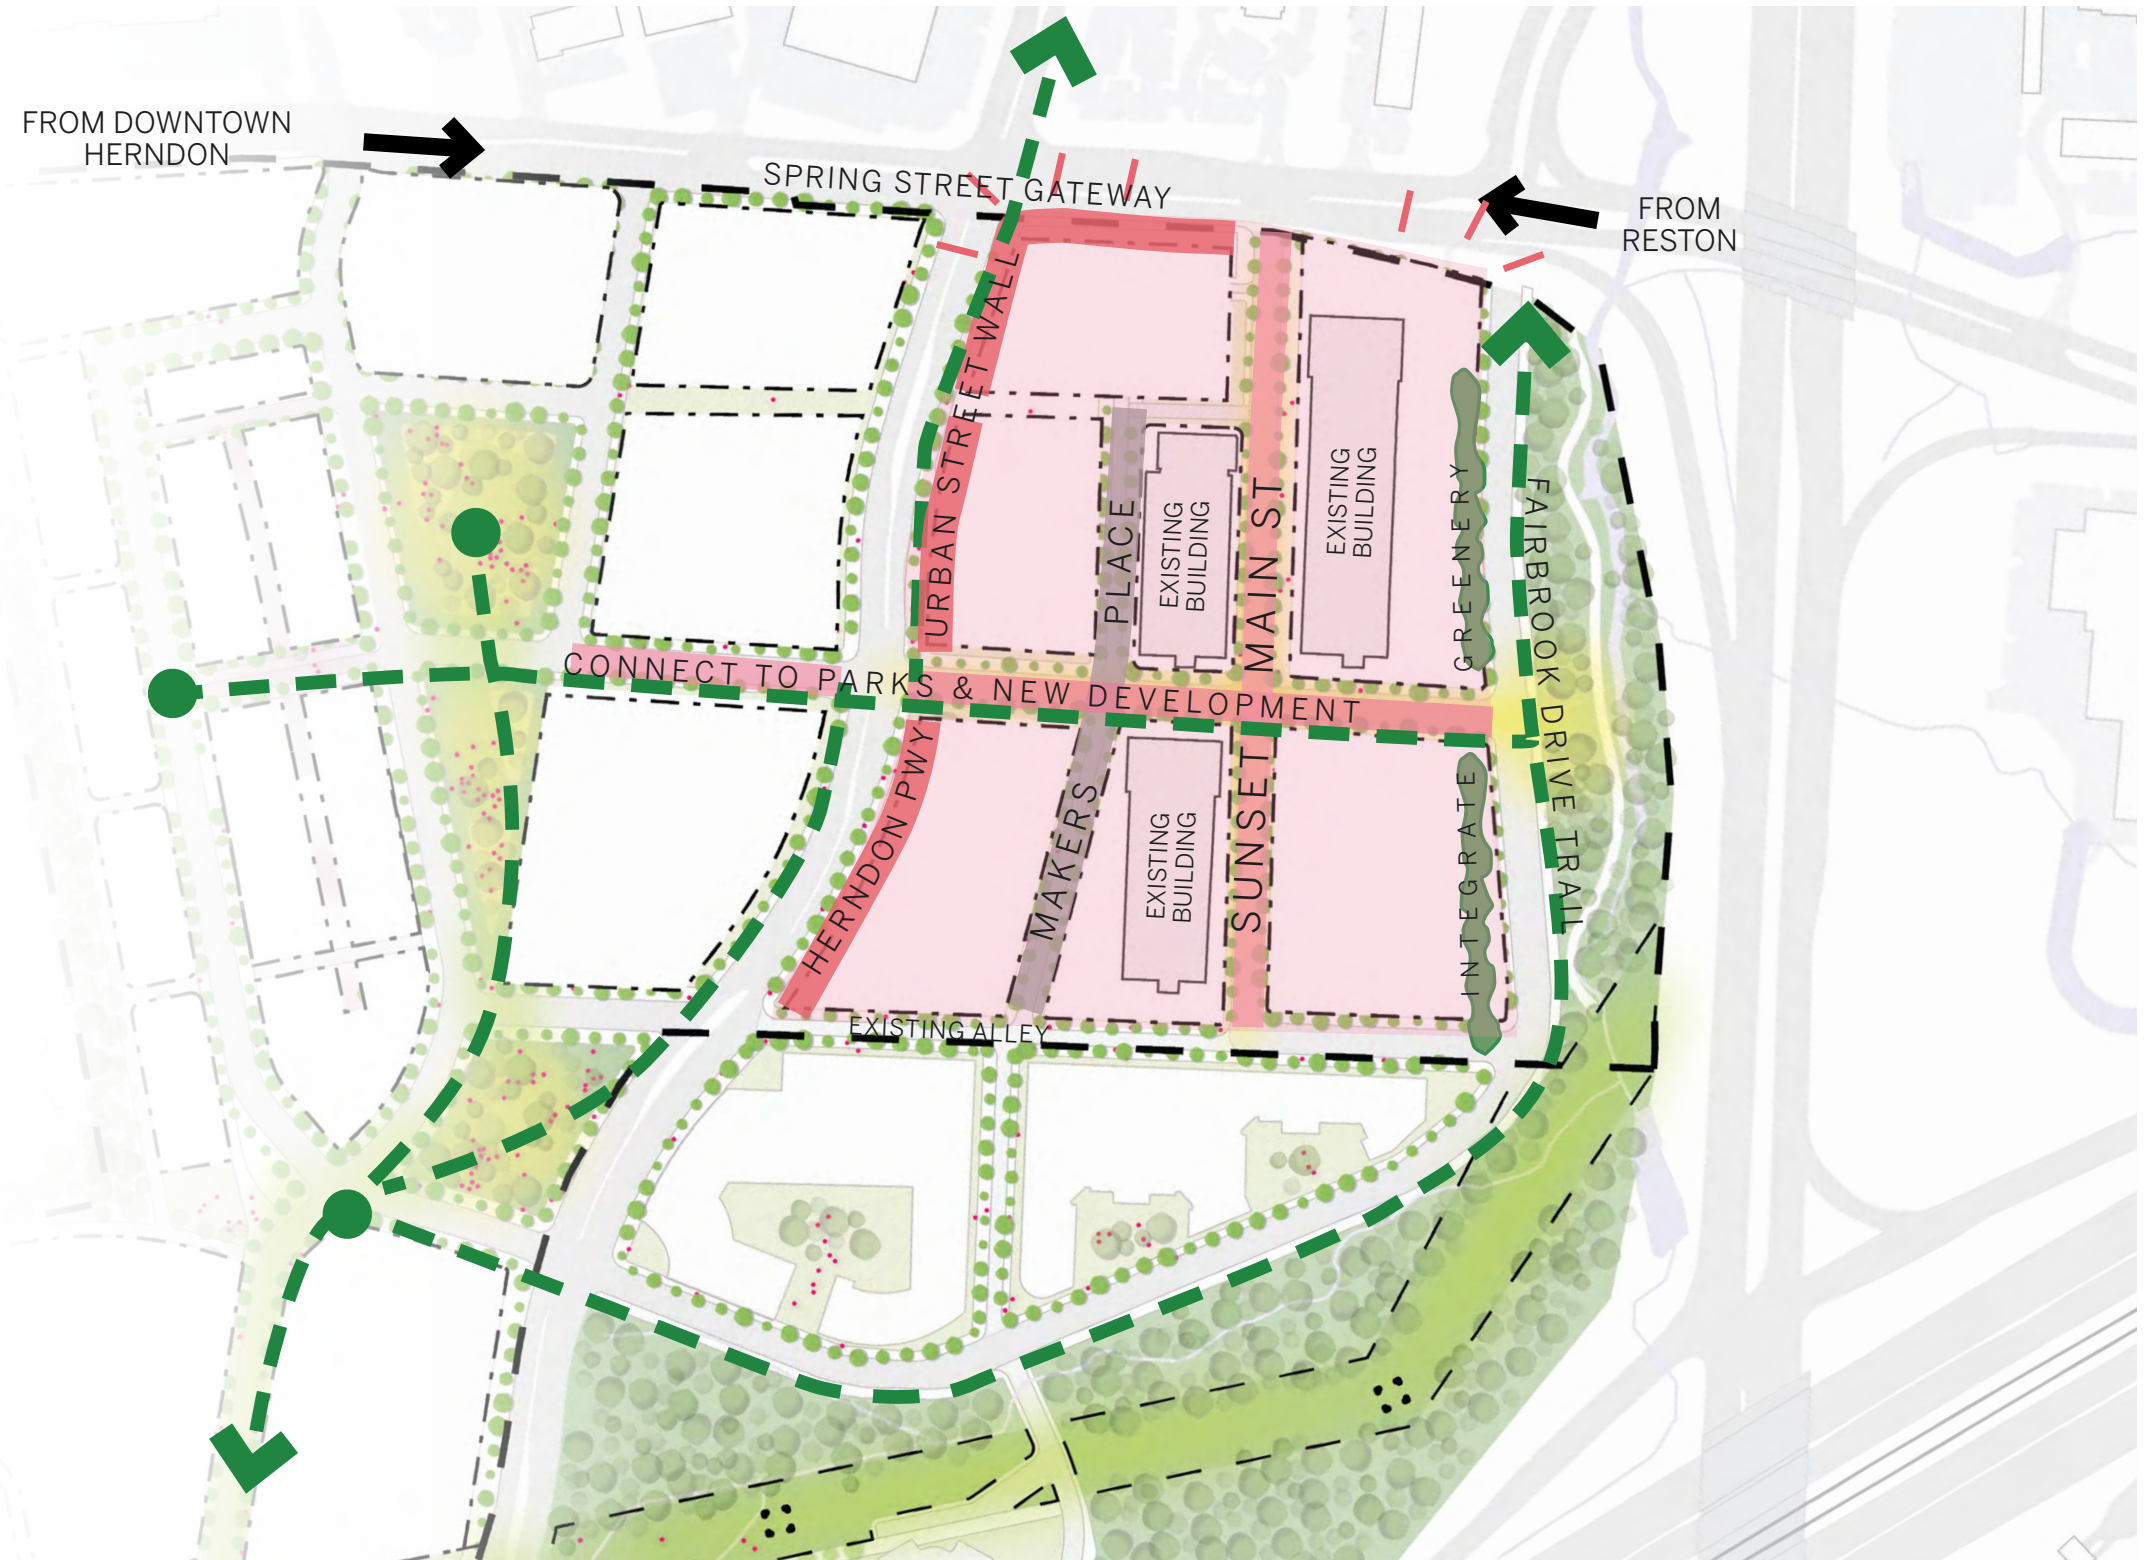 FROM DOWNTOWN
HERNDON
SPRING STREET GATEWAY
FROM
RESTON
URBAN STREET WALL
HERNDON PWY
MAKERS PLACE
EXISTING
BUILDING
SUNSET MAIN ST
EXISTING
BUILDING
INTEGRATE GREENERY
FAIRBROOK DRIVE TRAIL
CONNECT TO PARKS & NEW DEVELOPMENT
EXISTING
BUILDING
EXISTING ALLEY